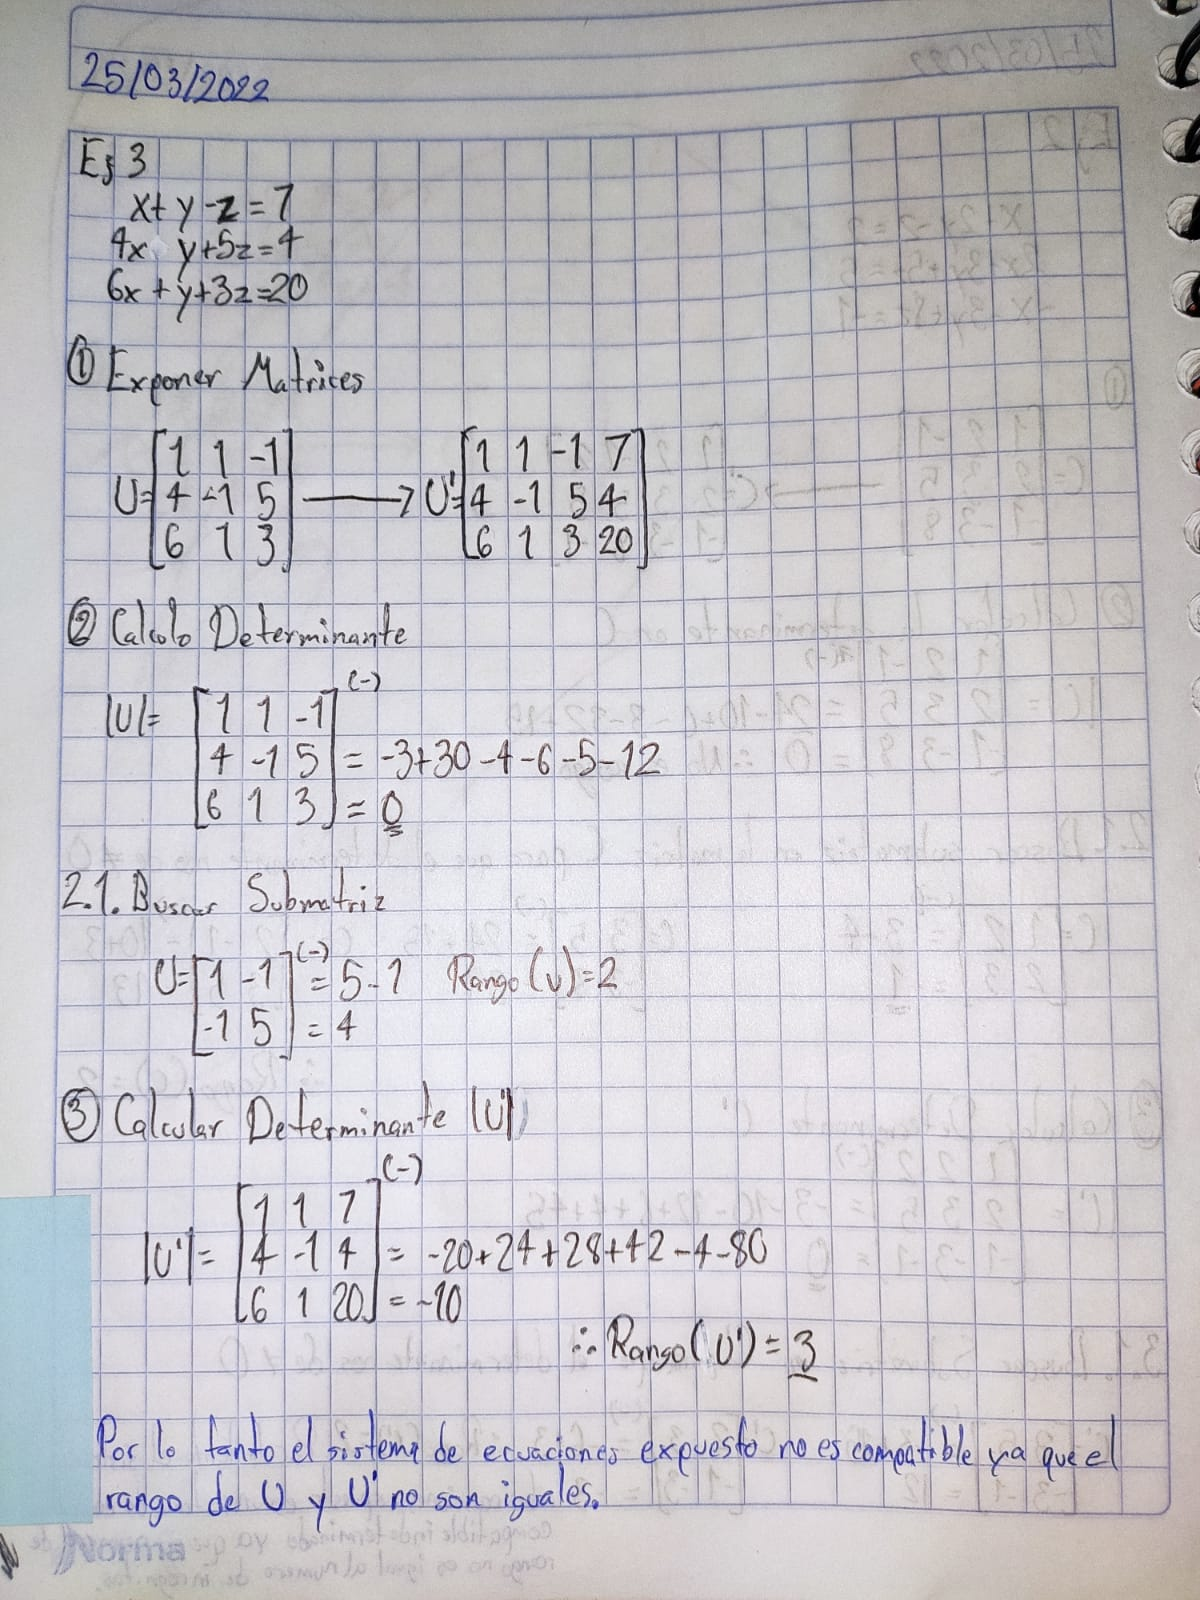 25/03/2022
Ej 3
x+y-z=7
4x y+5z=4
6x+y+3z=20
① Exponer Matrices
U=[1 1 -1] → U'=[1 1 -1 7]
[4 -1 5] [4 -1 5 4]
[6 1 3] [6 1 3 20]
② Calculo Determinante
|U|= [1 1 -1](-)
[4 -1 5] = -3+30-4-6-5-12
[6 1 3] = 0
2.1. Buscar Submatriz
U=[1 -1](-) = 5-1 Rango(U)=2
[-1 5] = 4
③ Calcular Determinante |U'|
[1 1 7](-)
|U'|= [4 -1 4] = -20+24+28+42-4-80
[6 1 20] = -10
∴ Rango(U')=3
Por lo tanto el sistema de ecuaciones expuesto no es compatible ya que el
rango de U y U' no son iguales.
Norma